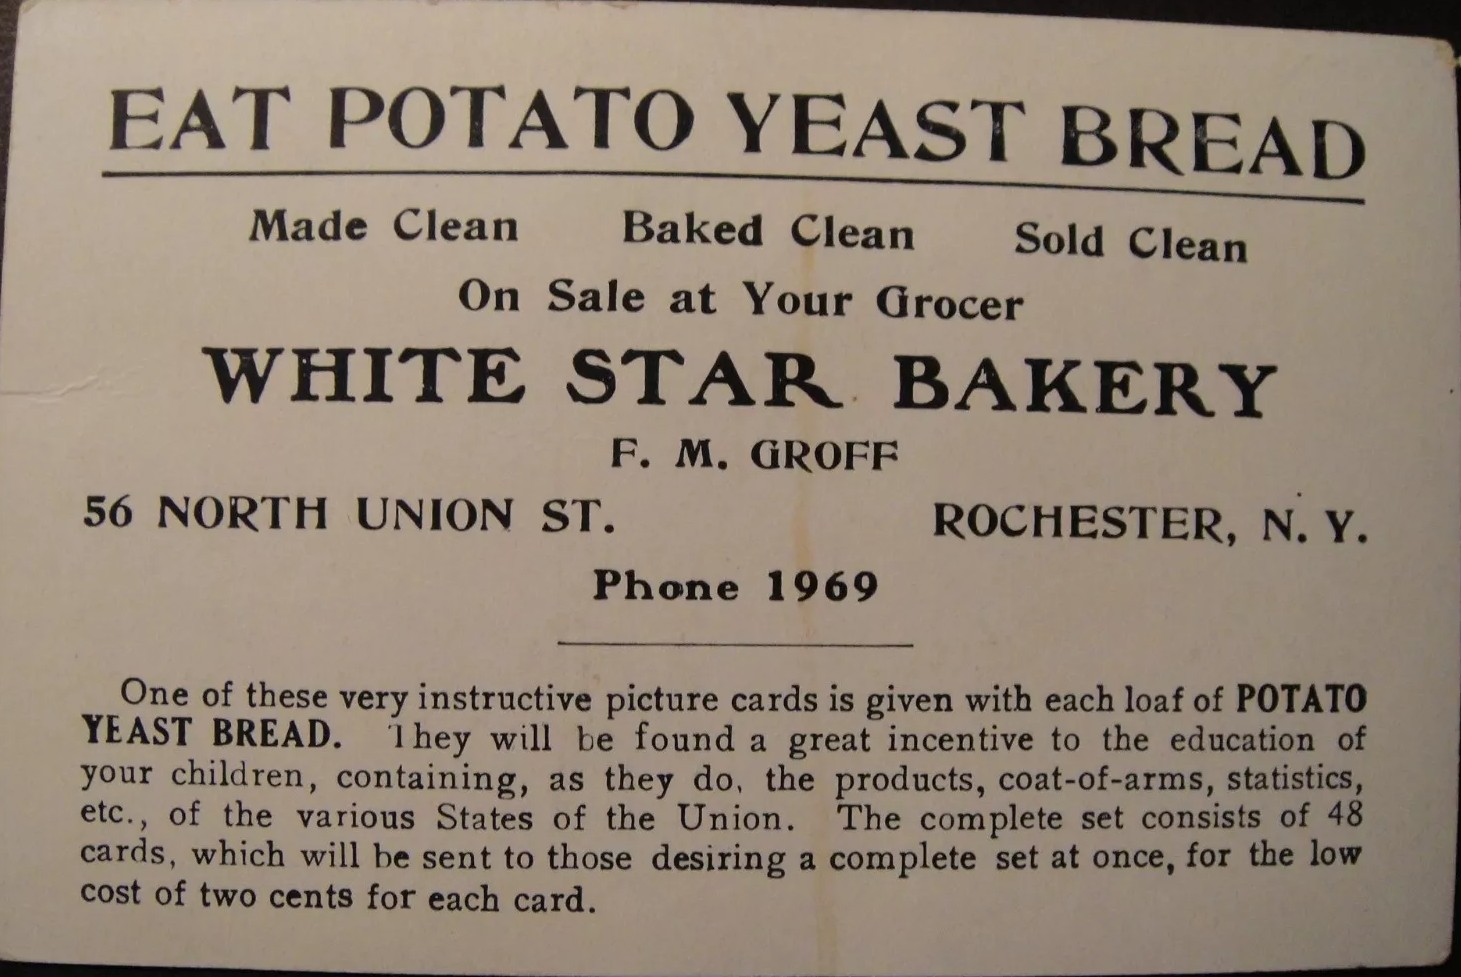 EAT POTATO YEAST BREAD
Made Clean Baked Clean Sold Clean
On Sale at Your Grocer
WHITE STAR BAKERY
F. M. GROFF
56 NORTH UNION ST. ROCHESTER, N. Y.
Phone 1969
One of these very instructive picture cards is given with each loaf of POTATO
YEAST BREAD. They will be found a great incentive to the education of
your children, containing, as they do, the products, coat-of-arms, statistics,
etc., of the various States of the Union. The complete set consists of 48
cards, which will be sent to those desiring a complete set at once, for the low
cost of two cents for each card.